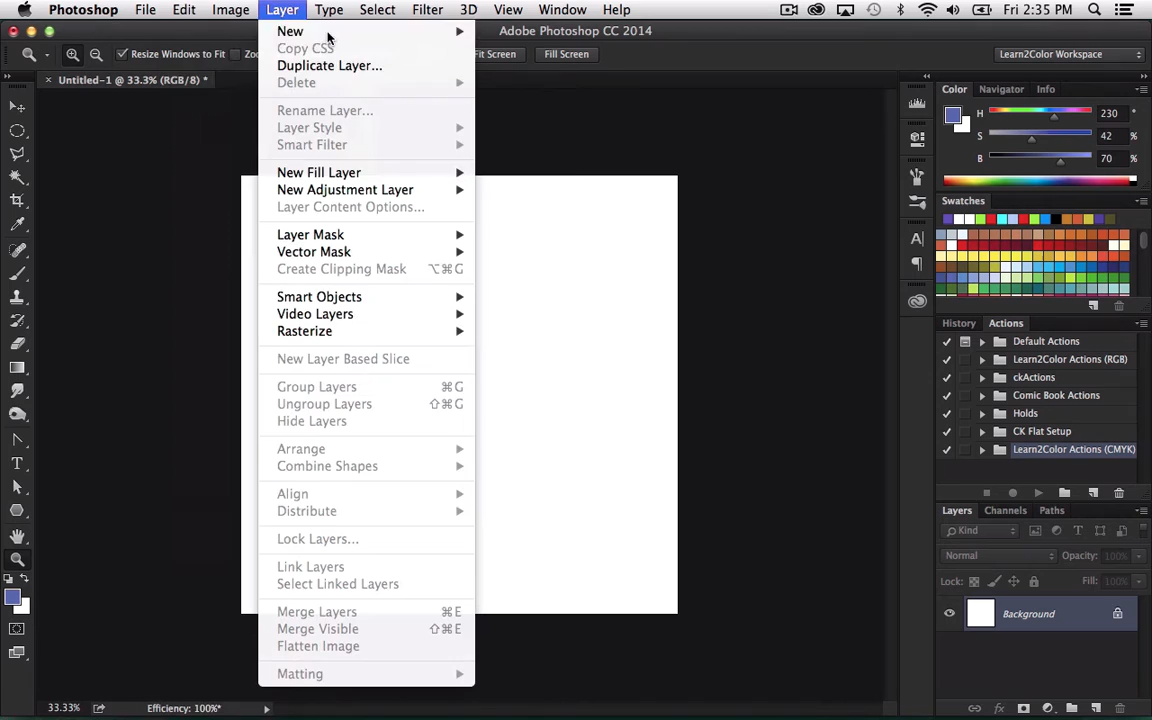 Photoshop File Edit Image Layer Type Select Filter 3D View Window Help Fri 2:35 PM
Adobe Photoshop CC 2014
Resize Windows to Fit Fit Screen Fill Screen Learn2Color Workspace
Untitled-1 @ 33.3% (RGB/8) *
New
Copy CSS
Duplicate Layer...
Delete
Rename Layer...
Layer Style
Smart Filter
New Fill Layer
New Adjustment Layer
Layer Content Options...
Layer Mask
Vector Mask
Create Clipping Mask ⌥⌘G
Smart Objects
Video Layers
Rasterize
New Layer Based Slice
Group Layers ⌘G
Ungroup Layers ⇧⌘G
Hide Layers
Arrange
Combine Shapes
Align
Distribute
Lock Layers...
Link Layers
Select Linked Layers
Merge Layers ⌘E
Merge Visible ⇧⌘E
Flatten Image
Matting
Color Navigator Info
H 230 °
S 42 %
B 70 %
Swatches
History Actions
Default Actions
Learn2Color Actions (RGB)
ckActions
Comic Book Actions
Holds
CK Flat Setup
Learn2Color Actions (CMYK)
Layers Channels Paths
Kind
Normal Opacity: 100%
Lock: Fill: 100%
Background
33.33% Efficiency: 100%*